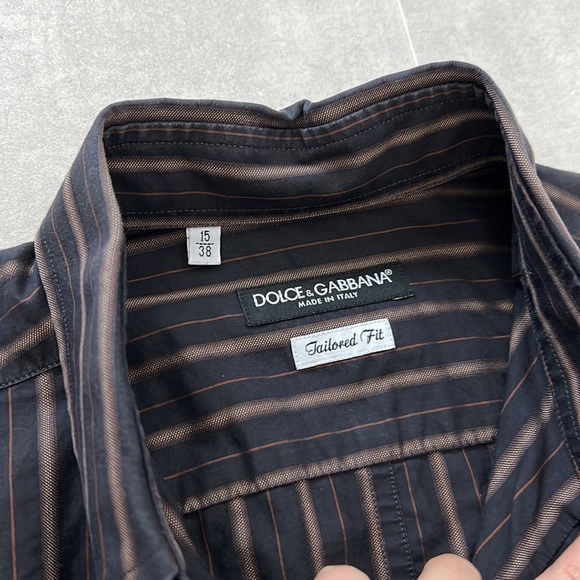 15
38
DOLCE & GABBANA®
MADE IN ITALY
Tailored Fit